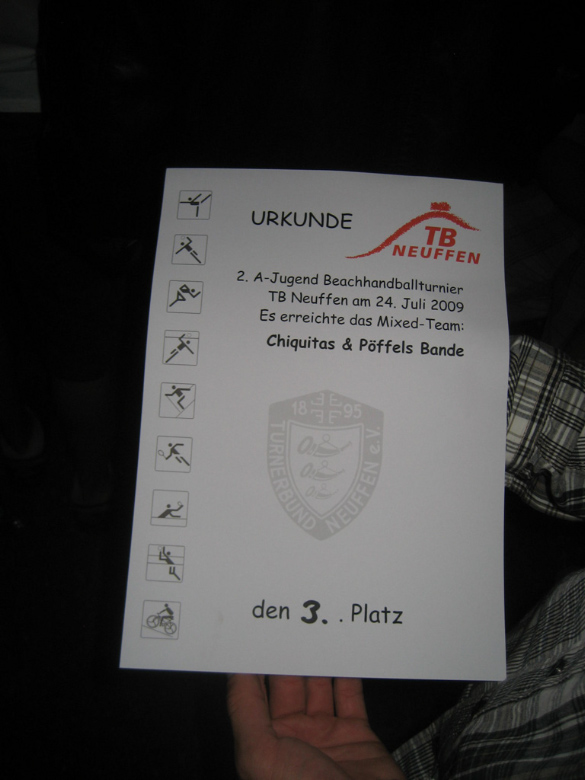 URKUNDE
TB
NEUFFEN
2. A-Jugend Beachhandballturnier
TB Neuffen am 24. Juli 2009
Es erreichte das Mixed-Team:
Chiquitas & Pöffels Bande
18 95
TURNERBUND NEUFFEN e.V.
den 3. . Platz